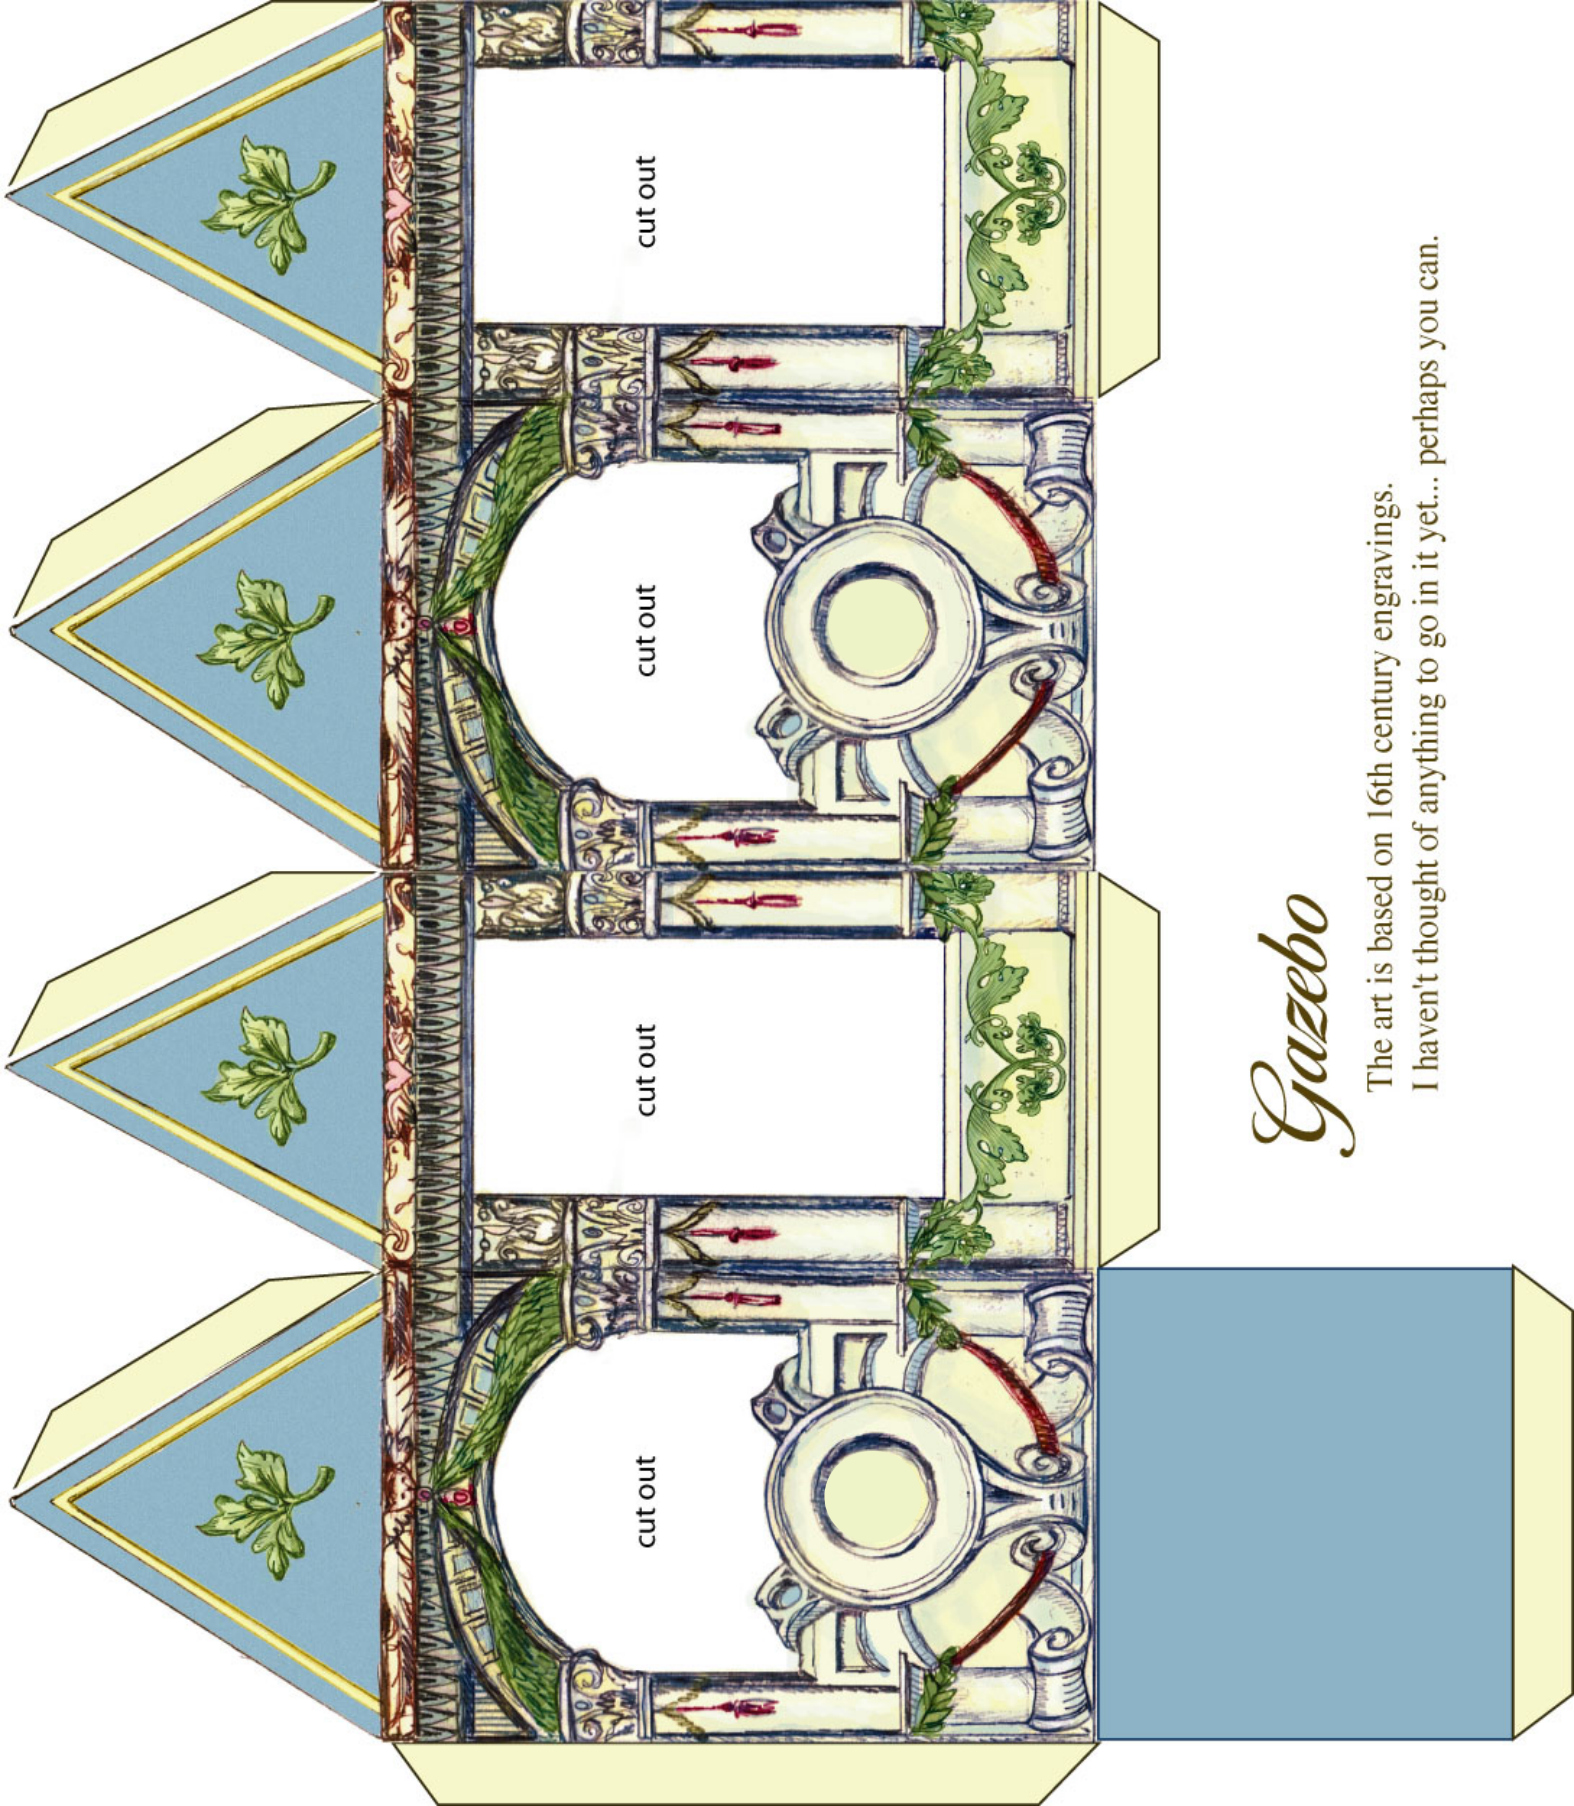 cut out
cut out
cut out
cut out
Gazebo
The art is based on 16th century engravings.
I haven't thought of anything to go in it yet... perhaps you can.